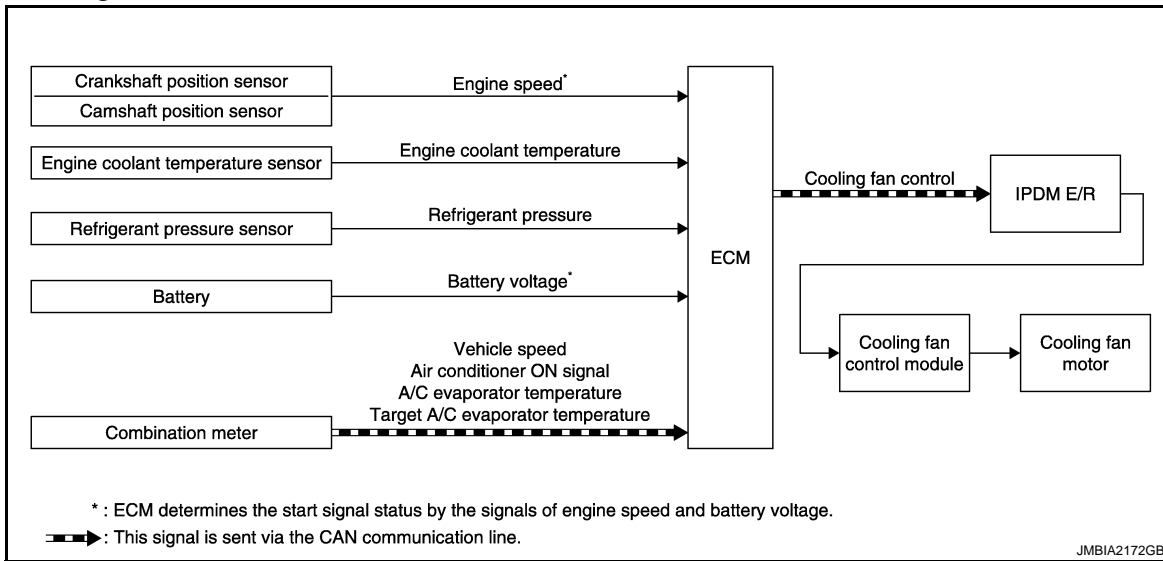 Crankshaft position sensor
Camshaft position sensor
Engine speed*
Engine coolant temperature sensor
Engine coolant temperature
Refrigerant pressure sensor
Refrigerant pressure
Battery
Battery voltage*
Combination meter
Vehicle speed
Air conditioner ON signal
A/C evaporator temperature
Target A/C evaporator temperature
ECM
Cooling fan control
IPDM E/R
Cooling fan
control module
Cooling fan
motor
* : ECM determines the start signal status by the signals of engine speed and battery voltage.
: This signal is sent via the CAN communication line.
JMBIA2172GB